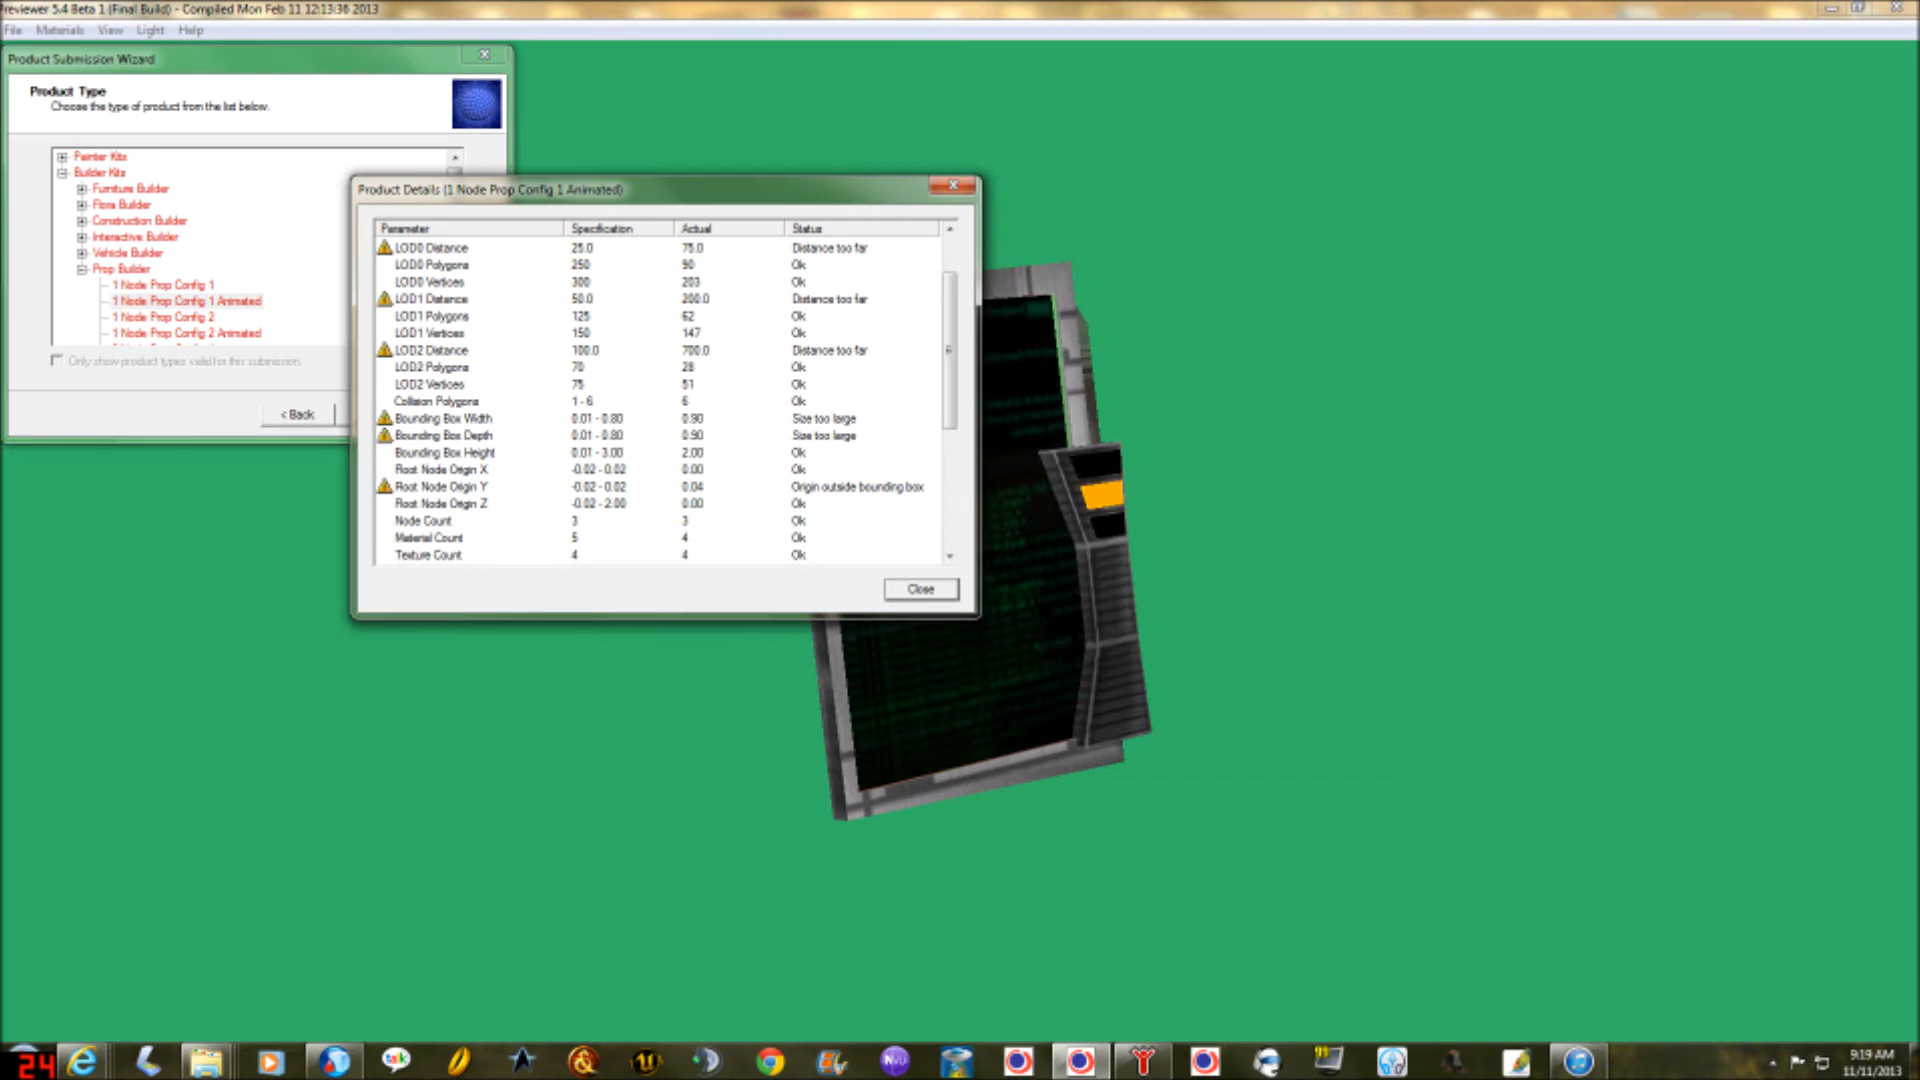 Previewer 5.4 Beta 1 (Final Build) - Compiled Mon Feb 11 12:13:36 2013
File Materials View Light Help
Product Submission Wizard
Product Type
Choose the type of product from the list below.
Painter Kits
Builder Kits
Furniture Builder
Flora Builder
Construction Builder
Interactive Builder
Vehicle Builder
Prop Builder
1 Node Prop Config 1
1 Node Prop Config 1 Animated
1 Node Prop Config 2
1 Node Prop Config 2 Animated
Only show product types valid for this submission.
< Back
Product Details (1 Node Prop Config 1 Animated)
Parameter Specification Actual Status
LOD0 Distance 25.0 75.0 Distance too far
LOD0 Polygons 250 90 Ok
LOD0 Vertices 300 203 Ok
LOD1 Distance 50.0 200.0 Distance too far
LOD1 Polygons 125 62 Ok
LOD1 Vertices 150 147 Ok
LOD2 Distance 100.0 700.0 Distance too far
LOD2 Polygons 70 28 Ok
LOD2 Vertices 75 51 Ok
Collision Polygons 1 - 6 6 Ok
Bounding Box Width 0.01 - 0.80 0.90 Size too large
Bounding Box Depth 0.01 - 0.80 0.90 Size too large
Bounding Box Height 0.01 - 3.00 2.00 Ok
Root Node Origin X -0.02 - 0.02 0.00 Ok
Root Node Origin Y -0.02 - 0.02 0.04 Origin outside bounding box
Root Node Origin Z -0.02 - 2.00 0.00 Ok
Node Count 3 3 Ok
Material Count 5 4 Ok
Texture Count 4 4 Ok
Close
24
talk
9:19 AM
11/11/2013